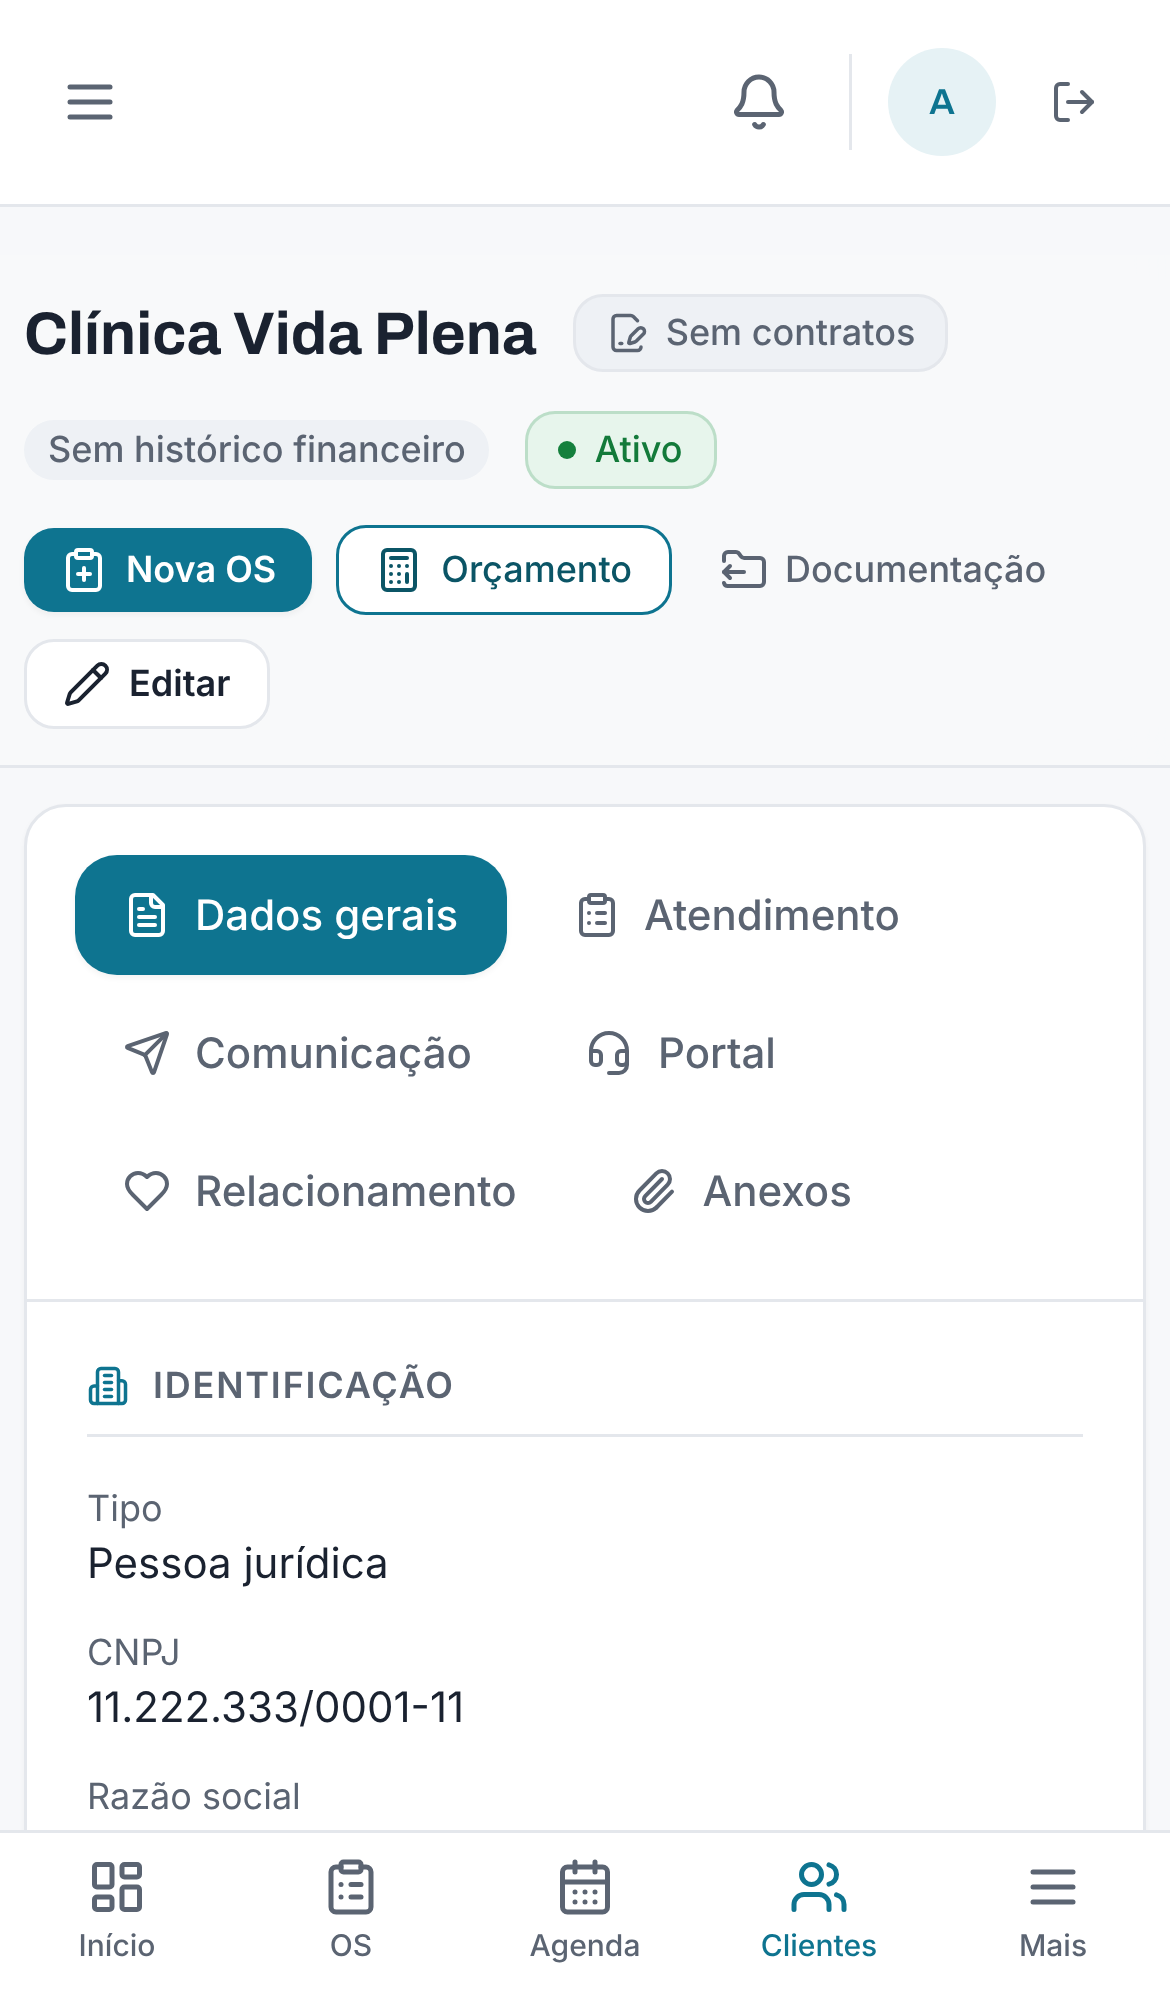 A
Clínica Vida Plena
Sem contratos
Sem histórico financeiro
Ativo
Nova OS
Orçamento
Documentação
Editar
Dados gerais
Atendimento
Comunicação
Portal
Relacionamento
Anexos
IDENTIFICAÇÃO
Tipo
Pessoa jurídica
CNPJ
11.222.333/0001-11
Razão social
Início
OS
Agenda
Clientes
Mais